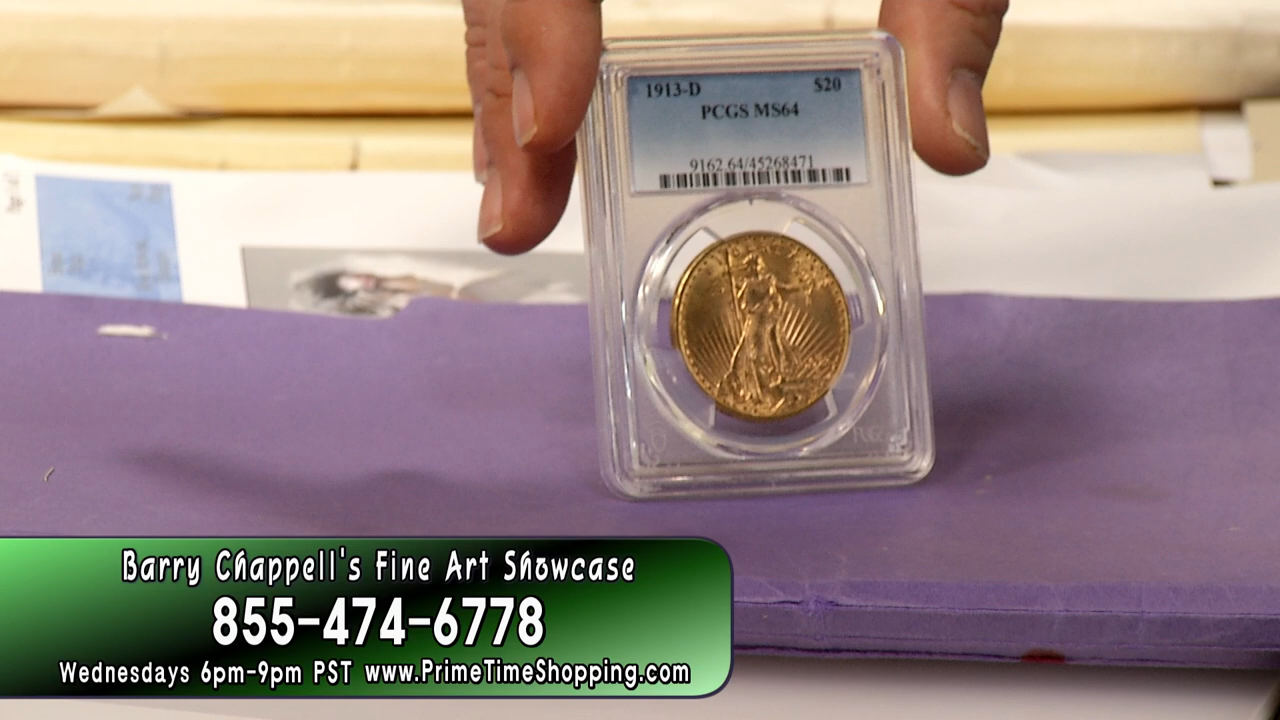 1913-D $20
PCGS MS64
9162.64/45268471
Barry Chappell's Fine Art Showcase
855-474-6778
Wednesdays 6pm-9pm PST www.PrimeTimeShopping.com